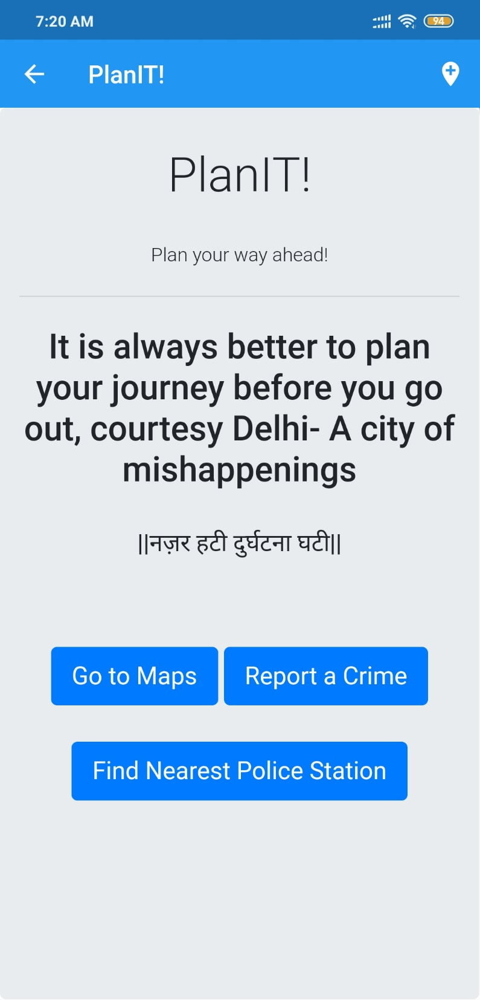 7:20 AM
94
PlanIT!
PlanIT!
Plan your way ahead!
It is always better to plan
your journey before you go
out, courtesy Delhi- A city of
mishappenings
||नज़र हटी दुर्घटना घटी||
Go to Maps
Report a Crime
Find Nearest Police Station